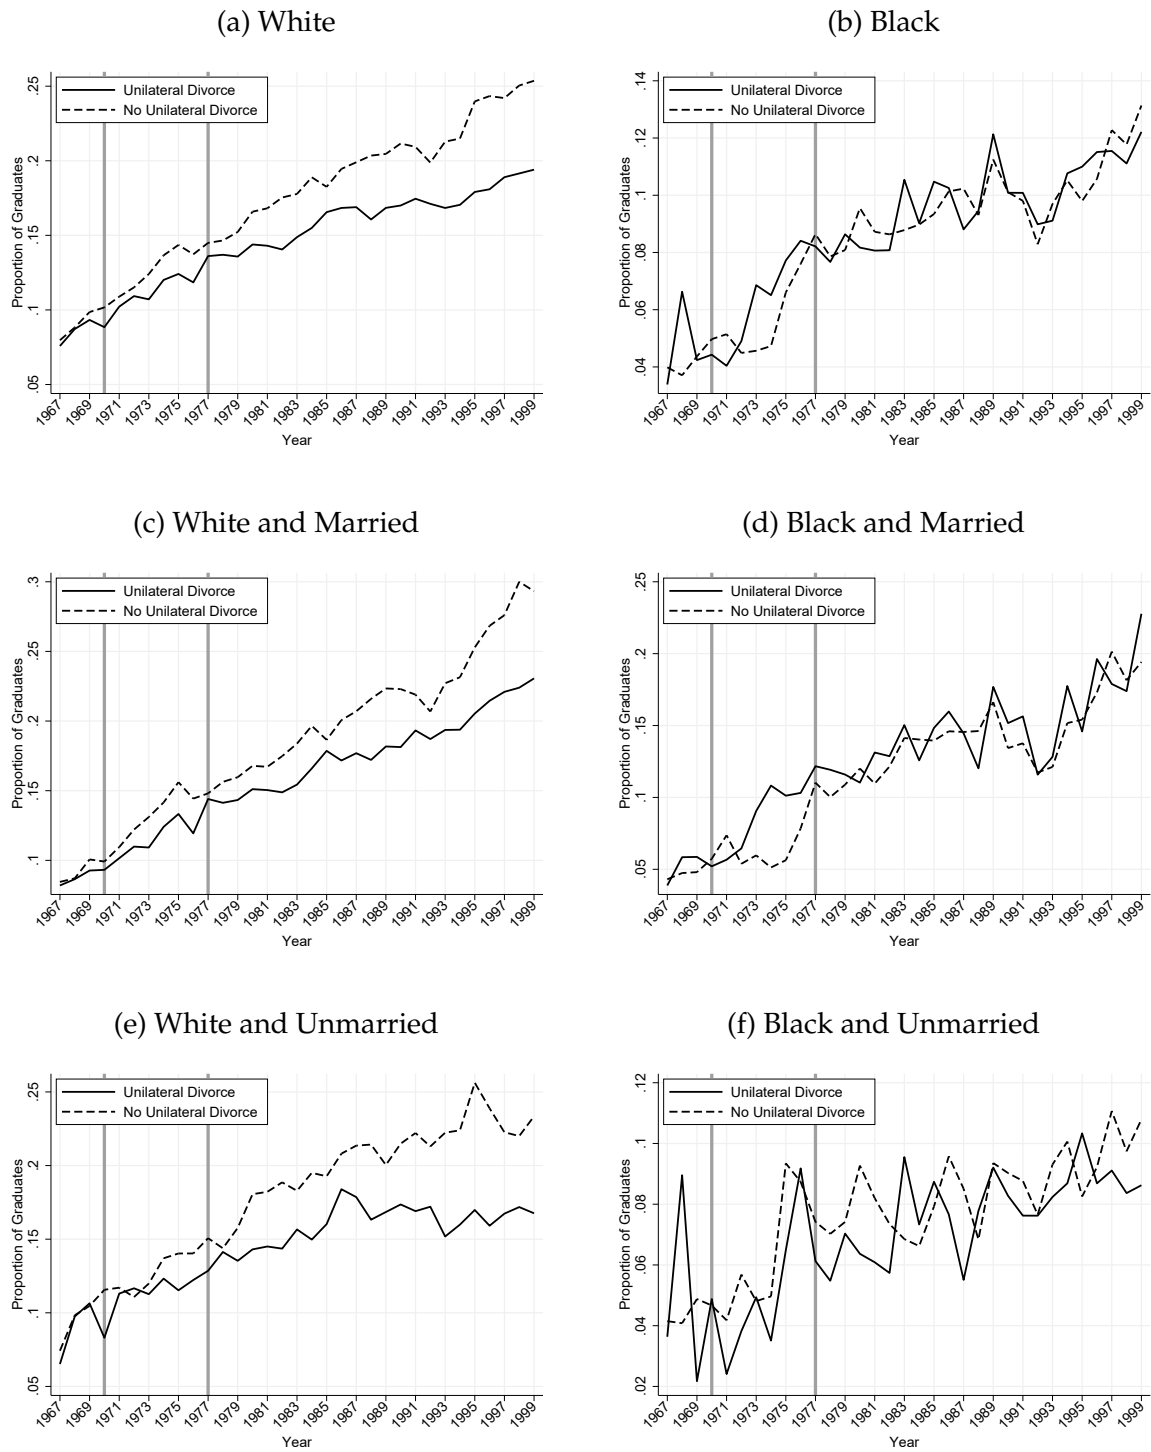 (a) White
Unilateral Divorce
No Unilateral Divorce
Proportion of Graduates
.25
.2
.15
.1
.05
1967 1969 1971 1973 1975 1977 1979 1981 1983 1985 1987 1989 1991 1993 1995 1997 1999
Year
(b) Black
Unilateral Divorce
No Unilateral Divorce
Proportion of Graduates
.14
.12
.1
.08
.06
.04
1967 1969 1971 1973 1975 1977 1979 1981 1983 1985 1987 1989 1991 1993 1995 1997 1999
Year
(c) White and Married
Unilateral Divorce
No Unilateral Divorce
Proportion of Graduates
.3
.25
.2
.15
.1
1967 1969 1971 1973 1975 1977 1979 1981 1983 1985 1987 1989 1991 1993 1995 1997 1999
Year
(d) Black and Married
Unilateral Divorce
No Unilateral Divorce
Proportion of Graduates
.25
.2
.15
.1
.05
1967 1969 1971 1973 1975 1977 1979 1981 1983 1985 1987 1989 1991 1993 1995 1997 1999
Year
(e) White and Unmarried
Unilateral Divorce
No Unilateral Divorce
Proportion of Graduates
.25
.2
.15
.1
.05
1967 1969 1971 1973 1975 1977 1979 1981 1983 1985 1987 1989 1991 1993 1995 1997 1999
Year
(f) Black and Unmarried
Unilateral Divorce
No Unilateral Divorce
Proportion of Graduates
.12
.1
.08
.06
.04
.02
1967 1969 1971 1973 1975 1977 1979 1981 1983 1985 1987 1989 1991 1993 1995 1997 1999
Year